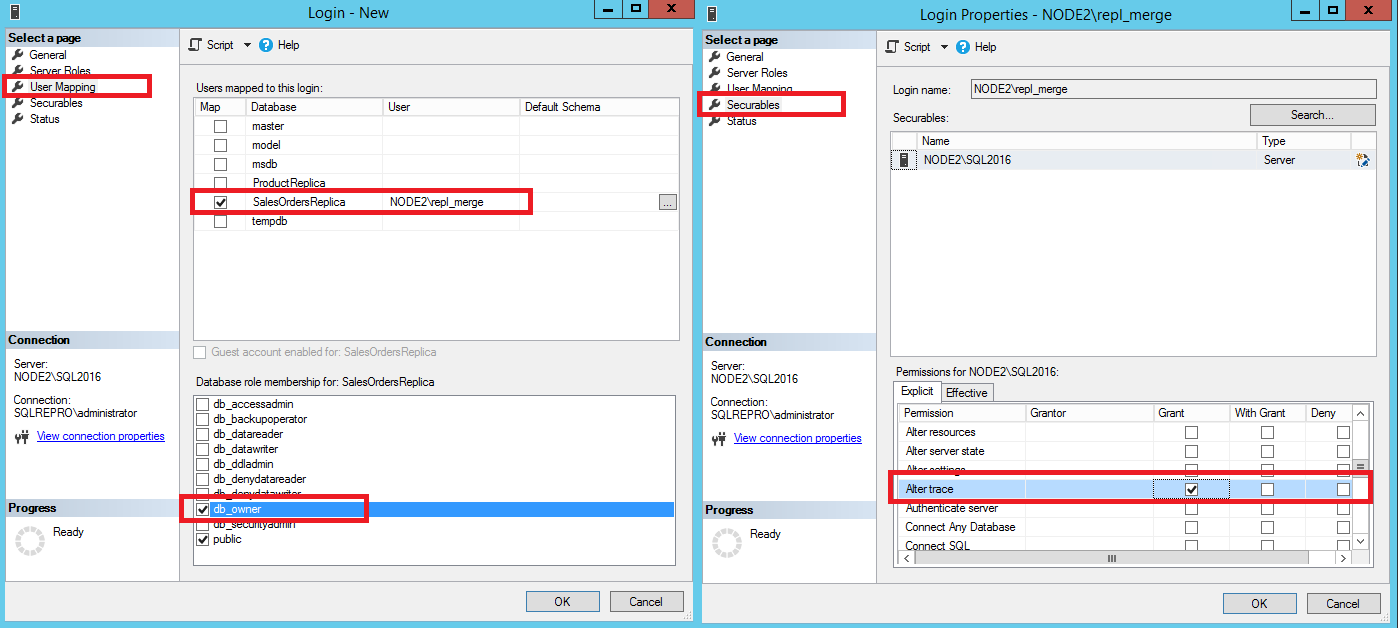 Login - New
Select a page
General
Server Roles
User Mapping
Securables
Status
Script
Help
Users mapped to this login:
Map Database User Default Schema
master
model
msdb
ProductReplica
SalesOrdersReplica NODE2\repl_merge ...
tempdb
Guest account enabled for: SalesOrdersReplica
Database role membership for: SalesOrdersReplica
db_accessadmin
db_backupoperator
db_datareader
db_datawriter
db_ddladmin
db_denydatareader
db_denydatawriter
db_owner
db_securityadmin
public
Connection
Server:
NODE2\SQL2016
Connection:
SQLREPRO\administrator
View connection properties
Progress
Ready
OK Cancel
Login Properties - NODE2\repl_merge
Select a page
General
Server Roles
User Mapping
Securables
Status
Script
Help
Login name: NODE2\repl_merge
Securables:
Search...
Name Type
NODE2\SQL2016 Server
Permissions for NODE2\SQL2016:
Explicit Effective
Permission Grantor Grant With Grant Deny
Alter resources
Alter server state
Alter settings
Alter trace
Authenticate server
Connect Any Database
Connect SQL
Connection
Server:
NODE2\SQL2016
Connection:
SQLREPRO\administrator
View connection properties
Progress
Ready
OK Cancel